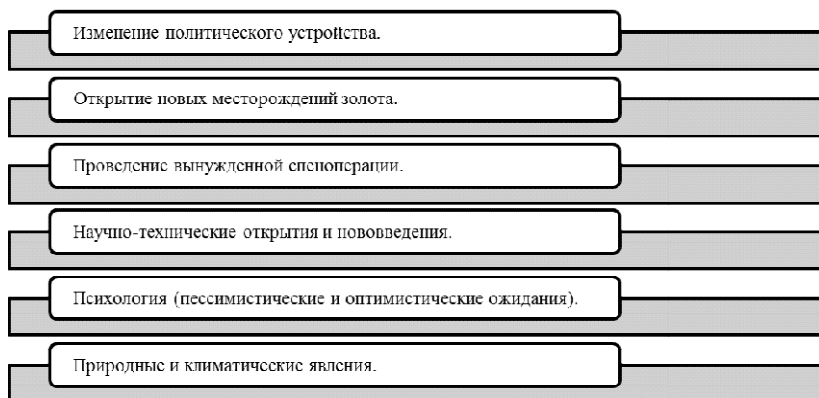 Изменение политического устройства.
Открытие новых месторождений золота.
Проведение вынужденной спецоперации.
Научно-технические открытия и нововведения.
Психология (пессимистические и оптимистические ожидания).
Природные и климатические явления.